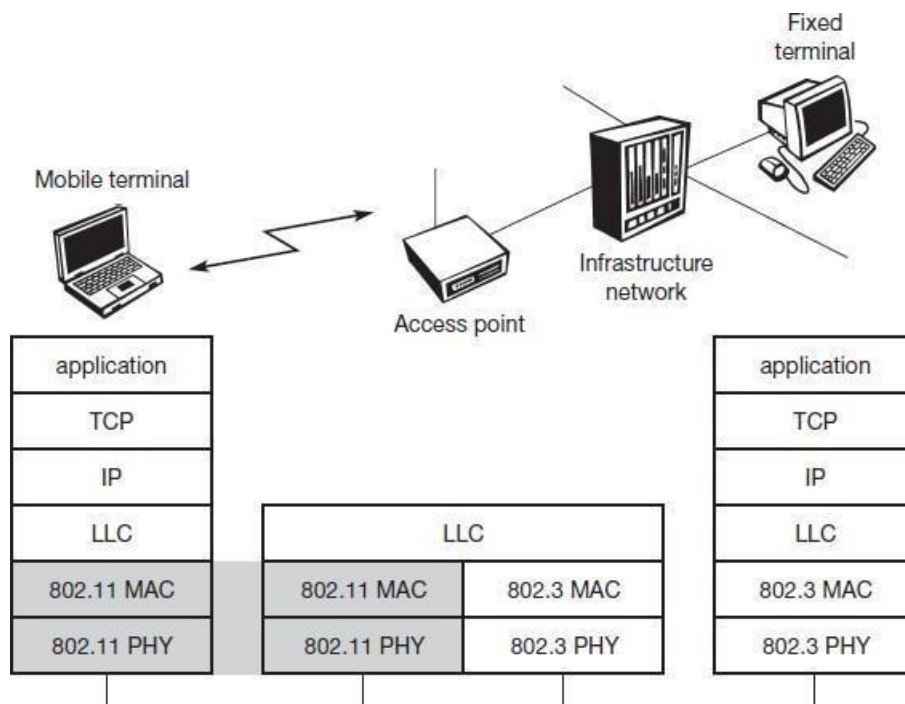 Fixed
terminal
Mobile terminal
Infrastructure
network
Access point
application
TCP
IP
LLC
802.11 MAC
802.11 PHY
LLC
802.11 MAC
802.3 MAC
802.11 PHY
802.3 PHY
application
TCP
IP
LLC
802.3 MAC
802.3 PHY